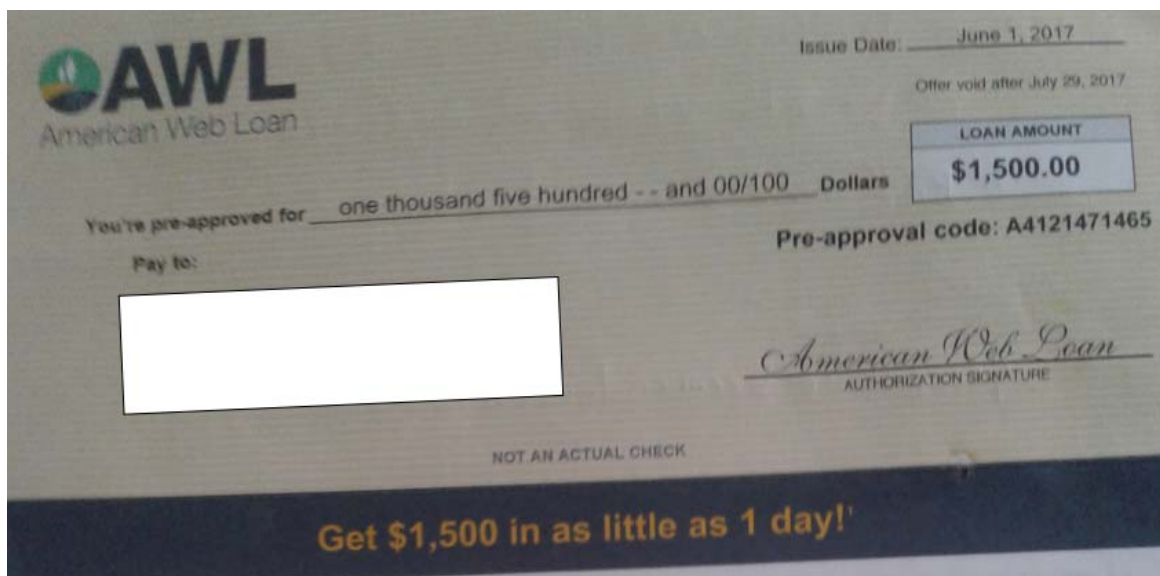 AWL
American Web Loan
Issue Date: June 1, 2017
Offer void after July 29, 2017
LOAN AMOUNT
$1,500.00
You're pre-approved for one thousand five hundred - - and 00/100 Dollars
Pre-approval code: A4121471465
Pay to:
American Web Loan
AUTHORIZATION SIGNATURE
NOT AN ACTUAL CHECK
Get $1,500 in as little as 1 day!¹